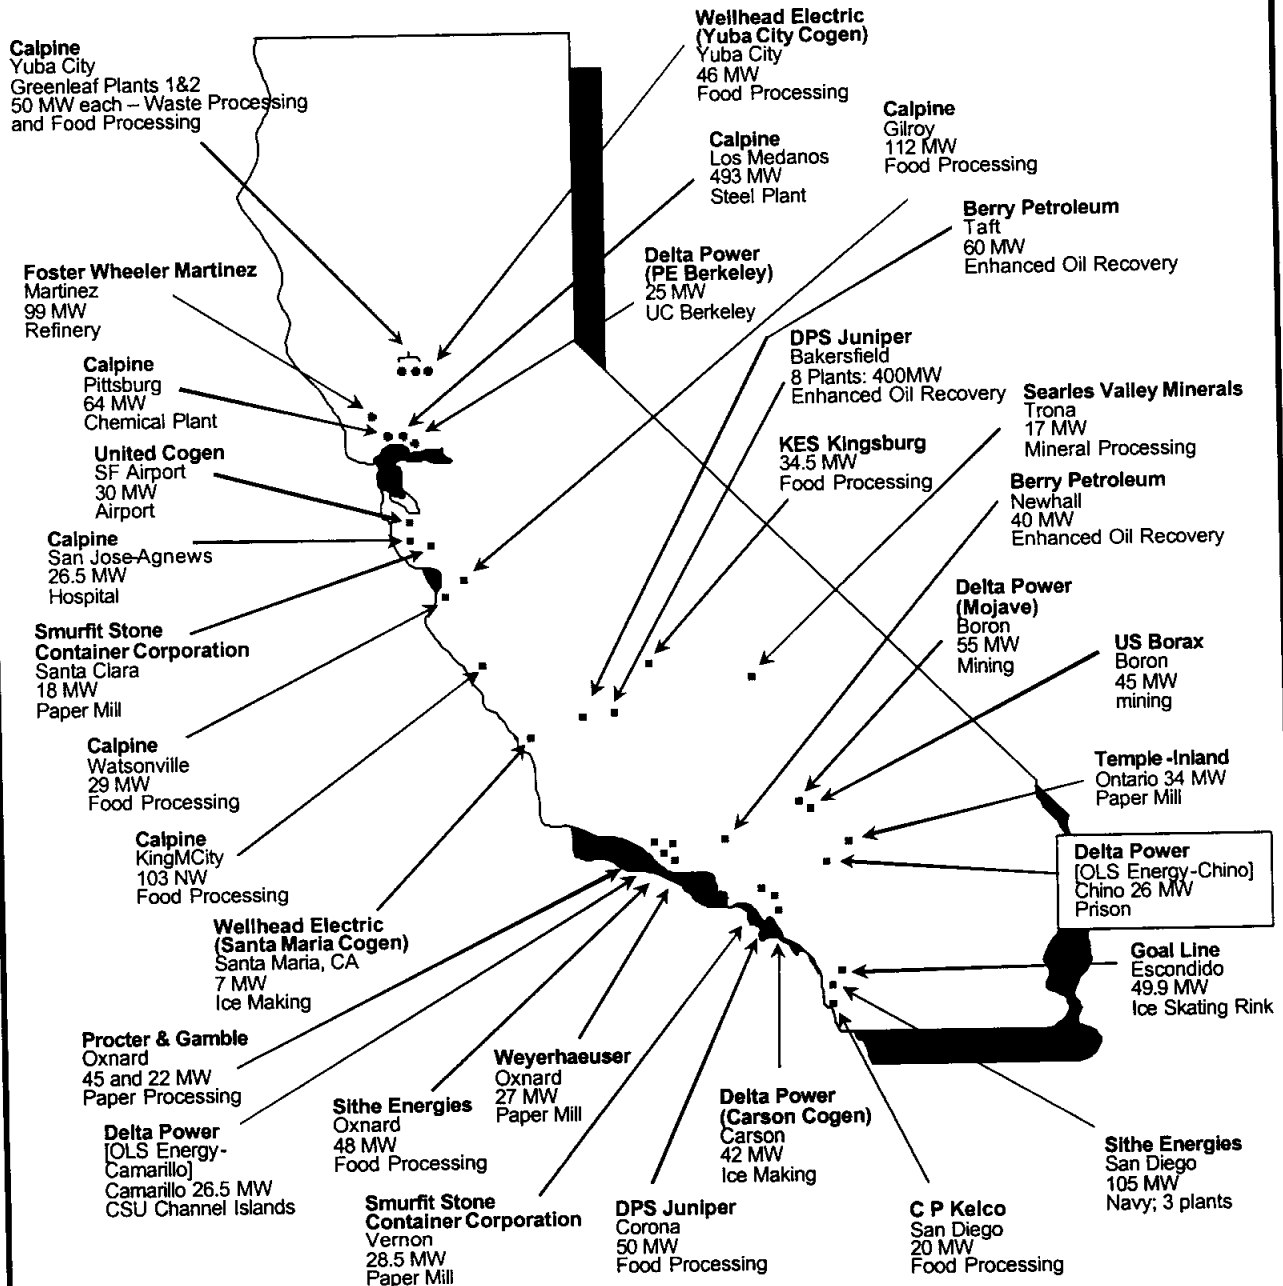 Calpine
Yuba City
Greenleaf Plants 1&2
50 MW each – Waste Processing
and Food Processing
Wellhead Electric
(Yuba City Cogen)
Yuba City
46 MW
Food Processing
Calpine
Los Medanos
493 MW
Steel Plant
Calpine
Gilroy
112 MW
Food Processing
Berry Petroleum
Taft
60 MW
Enhanced Oil Recovery
Foster Wheeler Martinez
Martinez
99 MW
Refinery
Delta Power
(PE Berkeley)
25 MW
UC Berkeley
DPS Juniper
Bakersfield
8 Plants: 400MW
Enhanced Oil Recovery
Calpine
Pittsburg
64 MW
Chemical Plant
Searles Valley Minerals
Trona
17 MW
Mineral Processing
United Cogen
SF Airport
30 MW
Airport
KES Kingsburg
34.5 MW
Food Processing
Berry Petroleum
Newhall
40 MW
Enhanced Oil Recovery
Calpine
San Jose-Agnews
26.5 MW
Hospital
Delta Power
(Mojave)
Boron
55 MW
Mining
Smurfit Stone
Container Corporation
Santa Clara
18 MW
Paper Mill
US Borax
Boron
45 MW
mining
Calpine
Watsonville
29 MW
Food Processing
Temple-Inland
Ontario 34 MW
Paper Mill
Calpine
KingMCity
103 NW
Food Processing
Delta Power
[OLS Energy-Chino]
Chino 26 MW
Prison
Wellhead Electric
(Santa Maria Cogen)
Santa Maria, CA
7 MW
Ice Making
Goal Line
Escondido
49.9 MW
Ice Skating Rink
Procter & Gamble
Oxnard
45 and 22 MW
Paper Processing
Weyerhaeuser
Oxnard
27 MW
Paper Mill
Delta Power
[OLS Energy-
Camarillo]
Camarillo 26.5 MW
CSU Channel Islands
Sithe Energies
Oxnard
48 MW
Food Processing
Delta Power
(Carson Cogen)
Carson
42 MW
Ice Making
Sithe Energies
San Diego
105 MW
Navy; 3 plants
Smurfit Stone
Container Corporation
Vernon
28.5 MW
Paper Mill
DPS Juniper
Corona
50 MW
Food Processing
C P Kelco
San Diego
20 MW
Food Processing